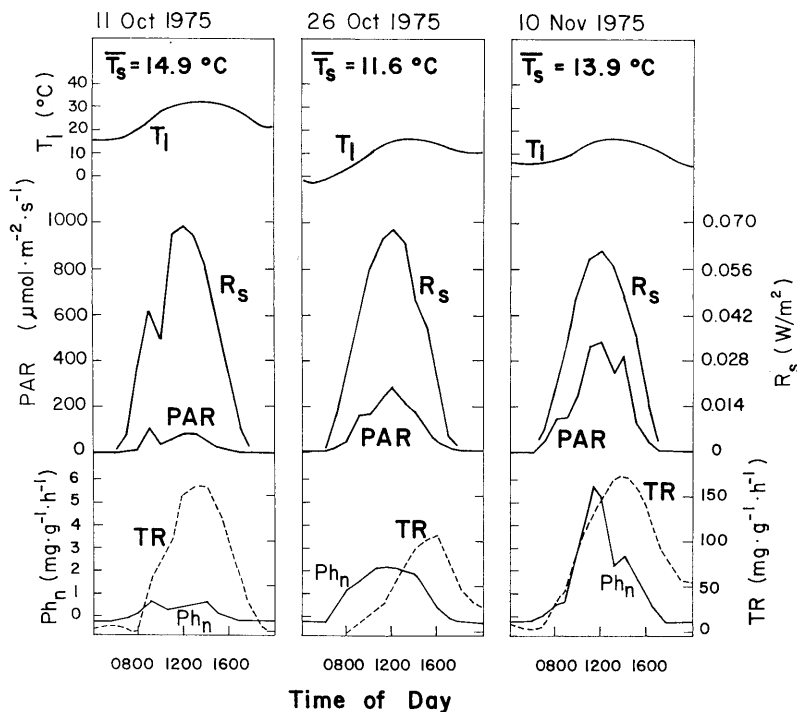 11 Oct 1975
26 Oct 1975
10 Nov 1975
T̅s = 14.9 °C
T̅s = 11.6 °C
T̅s = 13.9 °C
Tl (°C)
40
30
20
10
0
Tl
Tl
Tl
PAR (μmol·m⁻²·s⁻¹)
1000
800
600
400
200
0
Rs
Rs
Rs
PAR
PAR
PAR
0.070
0.056
0.042
0.028
0.014
0
Rs (W/m²)
Phn (mg·g⁻¹·h⁻¹)
6
5
4
3
2
1
0
TR
TR
TR
Phn
Phn
Phn
150
100
50
0
TR (mg·g⁻¹·h⁻¹)
0800 1200 1600
0800 1200 1600
0800 1200 1600
Time of Day